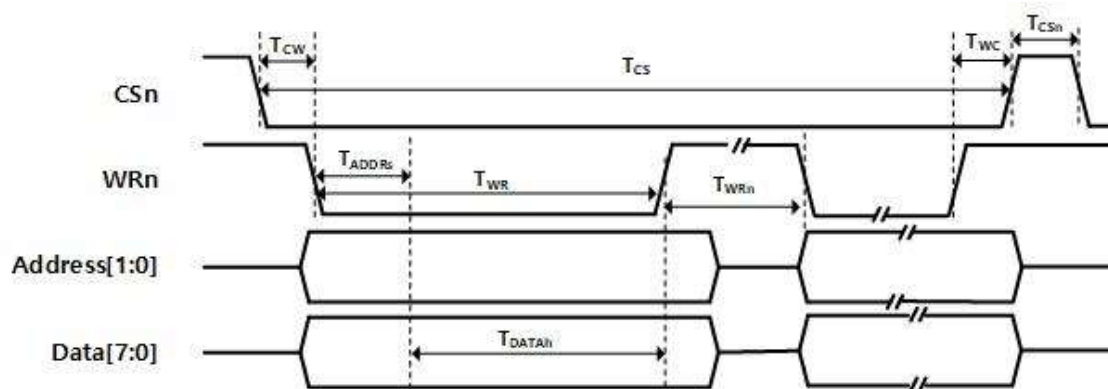 T_CW
T_CS
T_WC
T_CSn
CSn
T_ADDRs
T_WR
T_WRn
WRn
Address[1:0]
T_DATAh
Data[7:0]